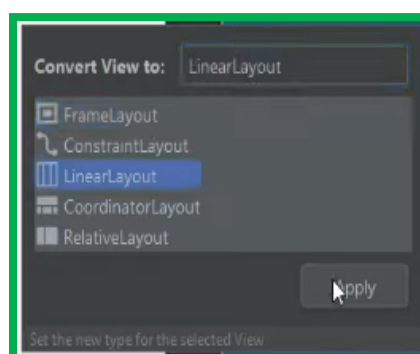 Convert View to: LinearLayout
FrameLayout
ConstraintLayout
LinearLayout
CoordinatorLayout
RelativeLayout
Apply
Set the new type for the selected View